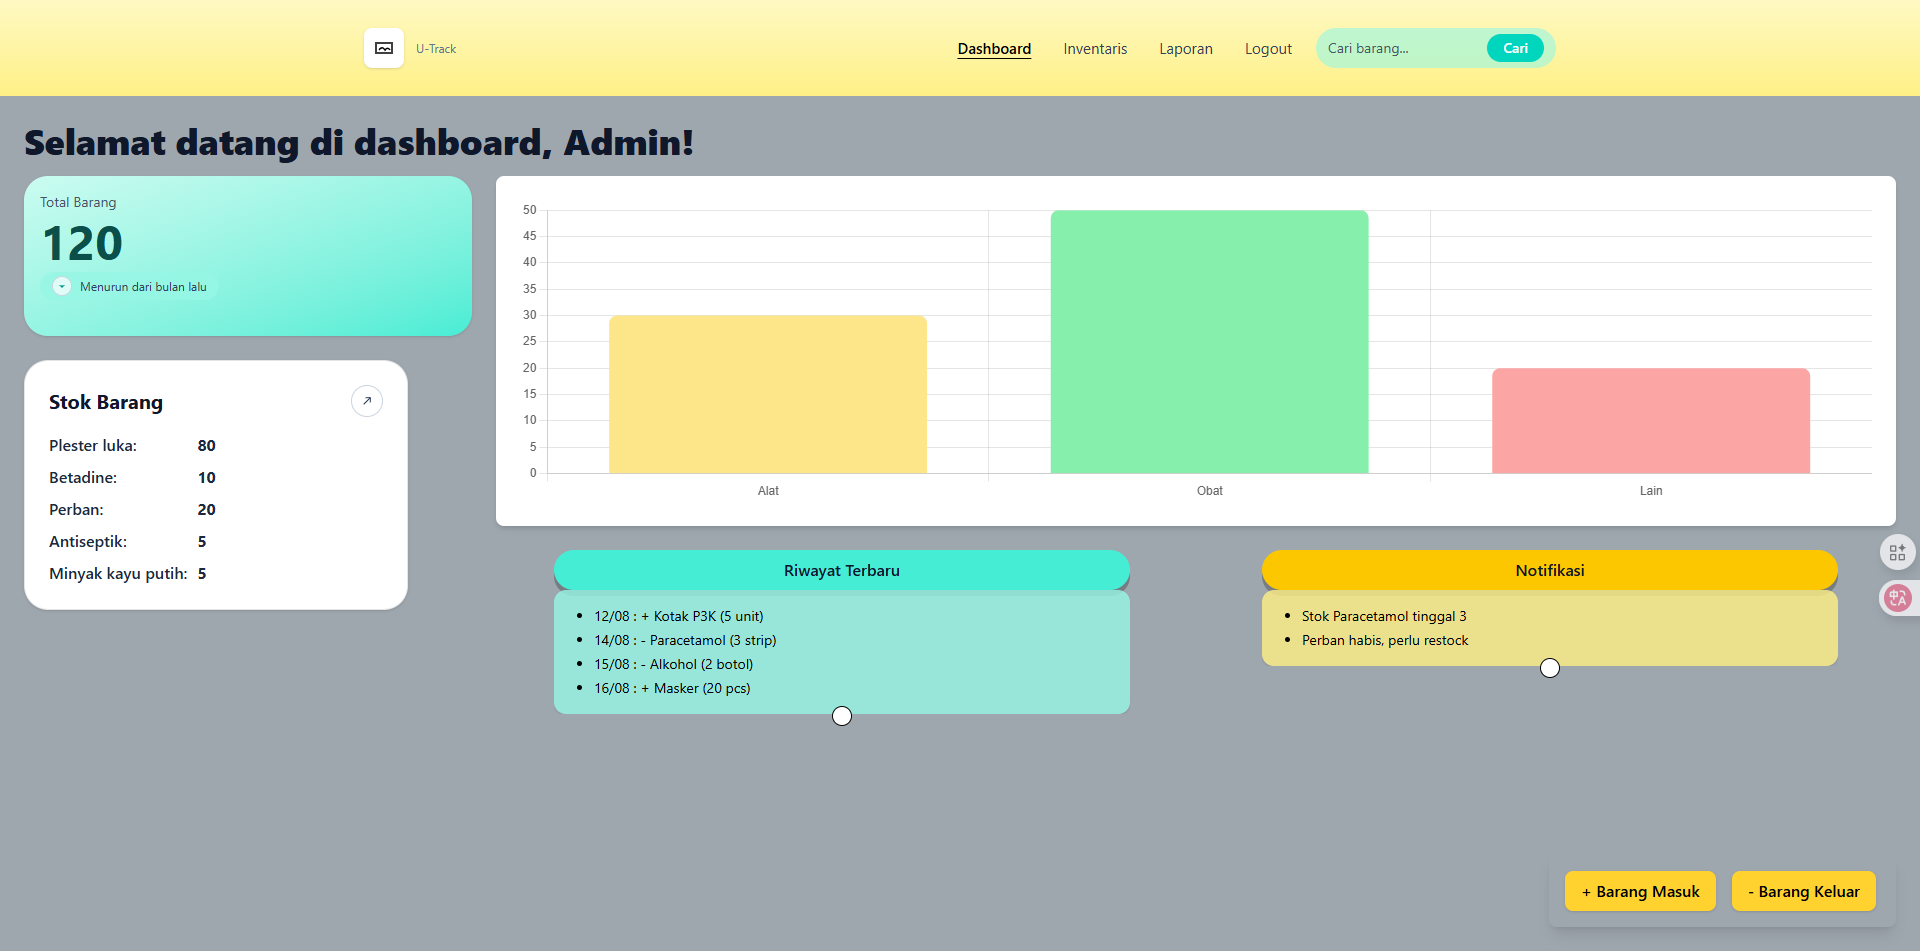 U-Track
Dashboard
Inventaris
Laporan
Logout
Cari barang...
Cari
Selamat datang di dashboard, Admin!
Total Barang
120
Menurun dari bulan lalu
Stok Barang
Plester luka: 80
Betadine: 10
Perban: 20
Antiseptik: 5
Minyak kayu putih: 5
50
45
40
35
30
25
20
15
10
5
0
Alat
Obat
Lain
Riwayat Terbaru
12/08 : + Kotak P3K (5 unit)
14/08 : - Paracetamol (3 strip)
15/08 : - Alkohol (2 botol)
16/08 : + Masker (20 pcs)
Notifikasi
Stok Paracetamol tinggal 3
Perban habis, perlu restock
中A
+ Barang Masuk
- Barang Keluar